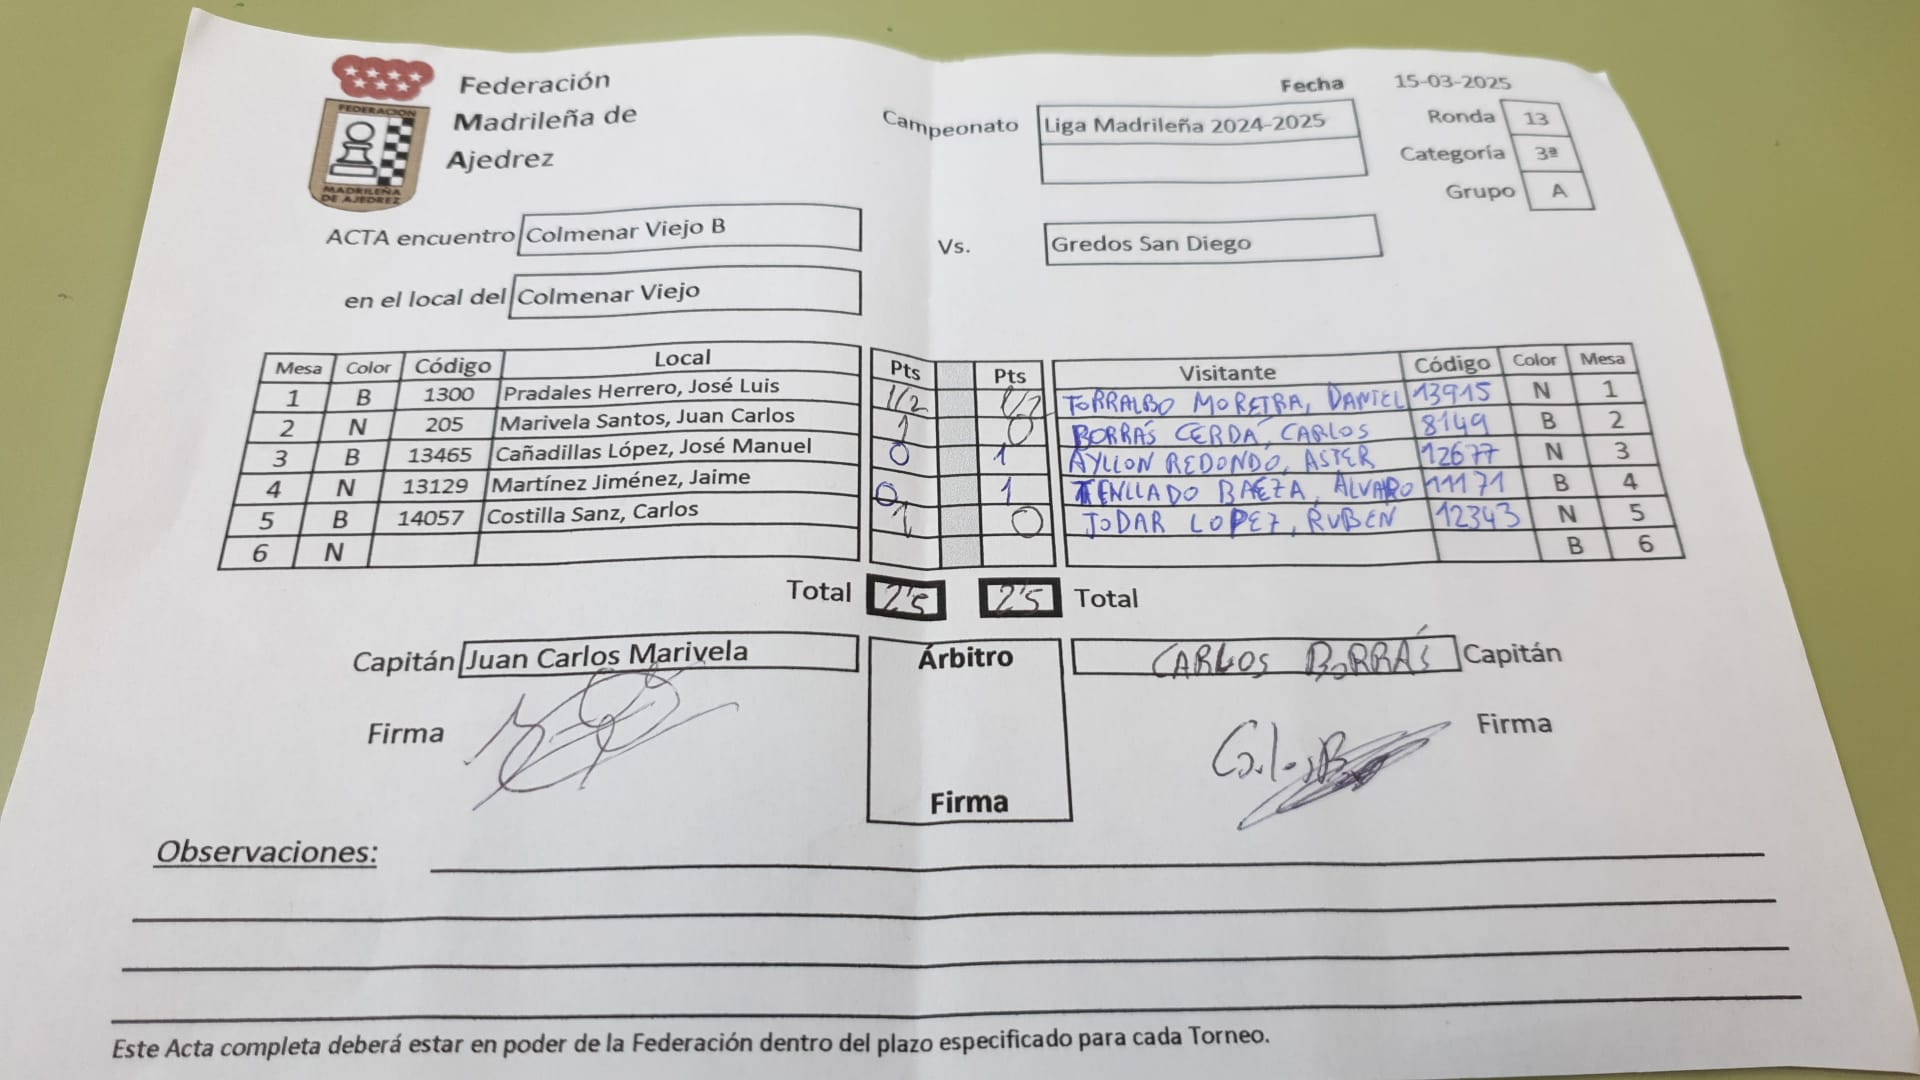 Federación
Madrileña de
Ajedrez
FEDERACION
MADRILEÑA
DE AJEDREZ
Fecha 15-03-2025
Campeonato Liga Madrileña 2024-2025
Ronda 13
Categoría 3ª
Grupo A
ACTA encuentro Colmenar Viejo B Vs. Gredos San Diego
en el local del Colmenar Viejo
Mesa Color Código Local Pts Pts Visitante Código Color Mesa
1 B 1300 Pradales Herrero, José Luis 1/2 1/2 TORRALBO MOREIRA, DANIEL 13915 N 1
2 N 205 Marivela Santos, Juan Carlos 1 0 BORRÁS CERDÁ, CARLOS 8149 B 2
3 B 13465 Cañadillas López, José Manuel 0 1 AYLLON REDONDO, ASTER 12677 N 3
4 N 13129 Martínez Jiménez, Jaime 0 1 TENLLADO BAEZA, ALVARO 11171 B 4
5 B 14057 Costilla Sanz, Carlos 1 0 JODAR LOPEZ, RUBEN 12343 N 5
6 N B 6
Total 2'5 2'5 Total
Capitán Juan Carlos Marivela Árbitro CARLOS BORRÁS Capitán
Firma Firma Firma
Observaciones:
Este Acta completa deberá estar en poder de la Federación dentro del plazo especificado para cada Torneo.